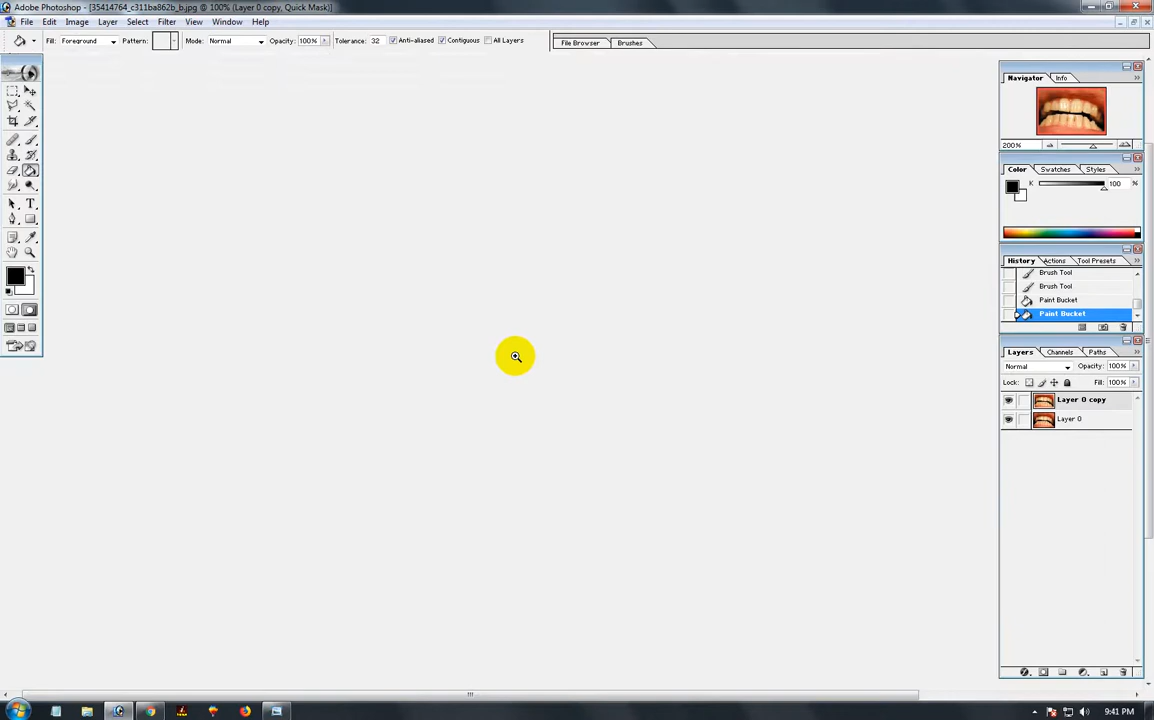 Adobe Photoshop - [35414764_c311ba862b_b.jpg @ 100% (Layer 0 copy, Quick Mask)]
File Edit Image Layer Select Filter View Window Help
Fill: Foreground Pattern: Mode: Normal Opacity: 100% Tolerance: 32 Anti-aliased Contiguous All Layers
File Browser Brushes
Navigator Info
200%
Color Swatches Styles
K 100 %
History Actions Tool Presets
Brush Tool
Brush Tool
Paint Bucket
Paint Bucket
Layers Channels Paths
Normal Opacity: 100%
Lock: Fill: 100%
Layer 0 copy
Layer 0
9:41 PM